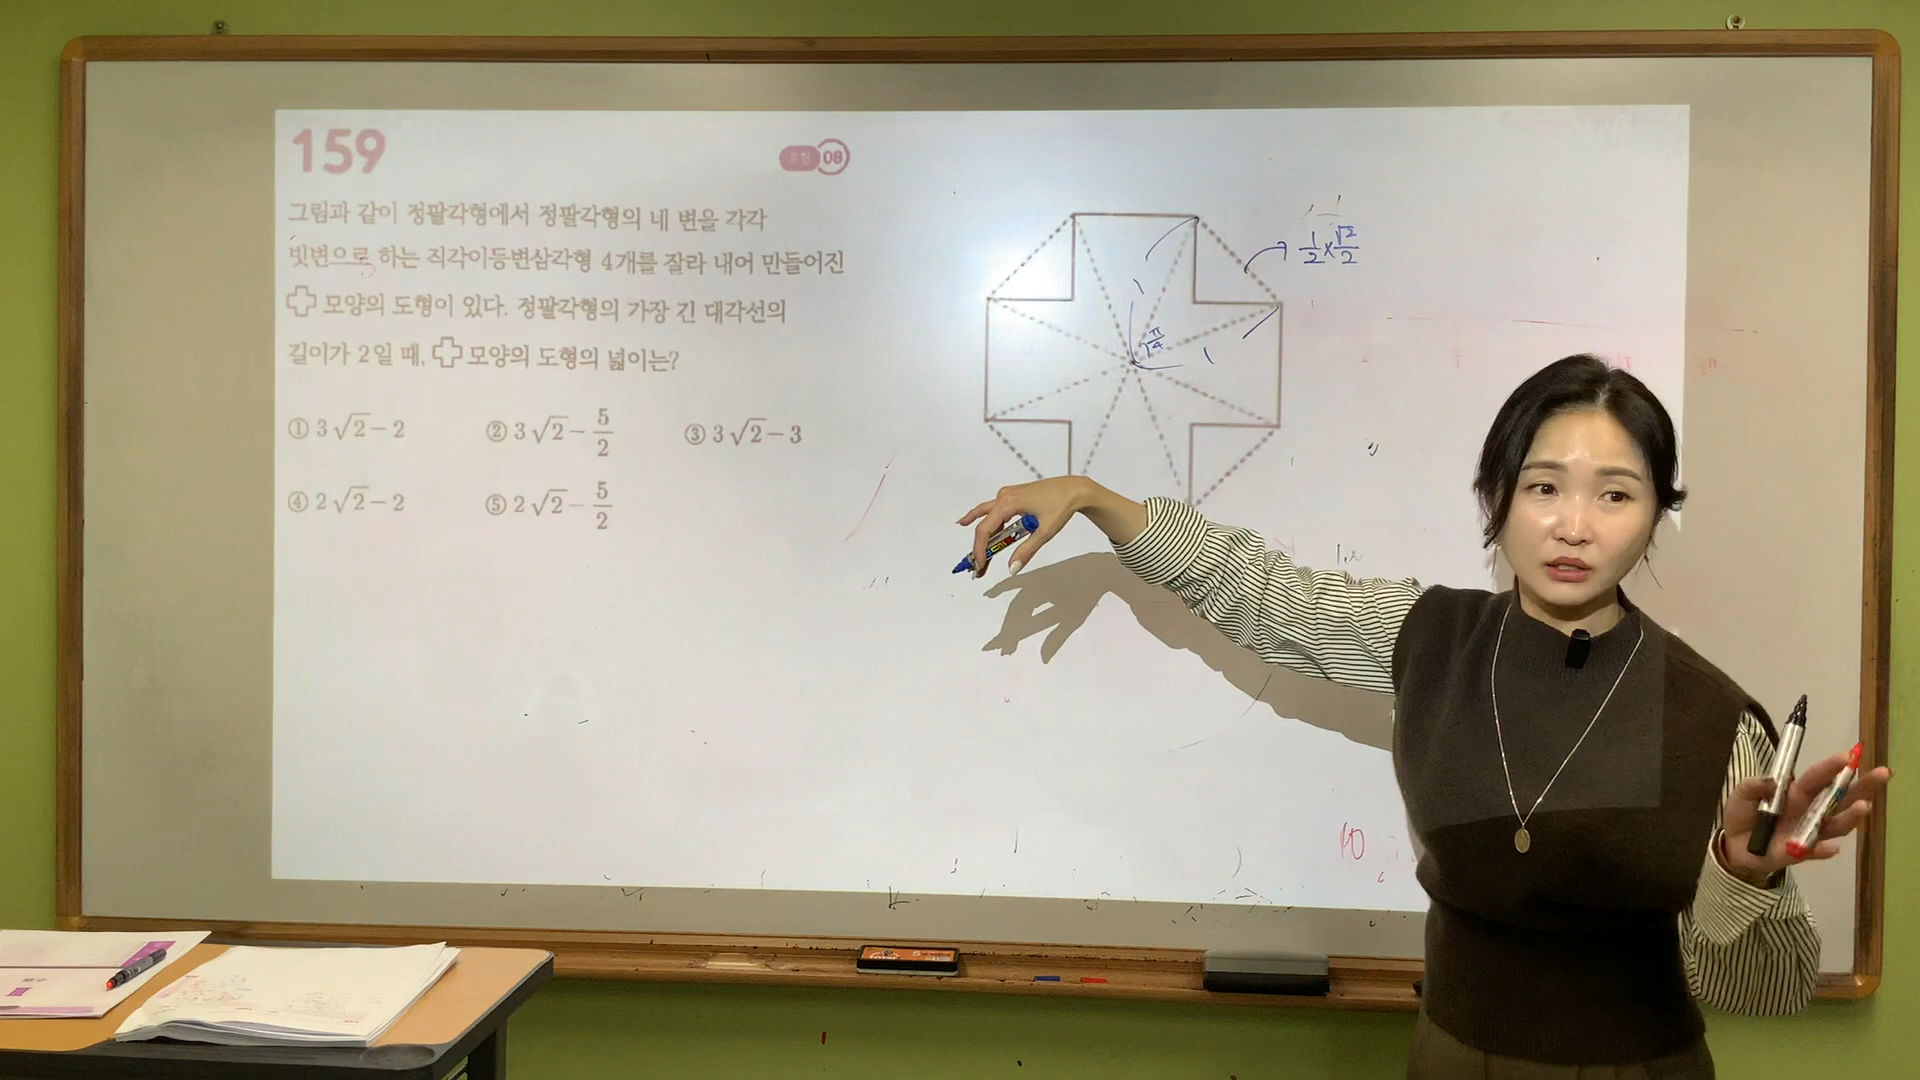 159
유형 08
그림과 같이 정팔각형에서 정팔각형의 네 변을 각각
빗변으로 하는 직각이등변삼각형 4개를 잘라 내어 만들어진
모양의 도형이 있다. 정팔각형의 가장 긴 대각선의
길이가 2일 때, 모양의 도형의 넓이는?
① 3√2 − 2 ② 3√2 − 5/2 ③ 3√2 − 3
④ 2√2 − 2 ⑤ 2√2 − 5/2
1/2 × √2/2
1
π/4
1
10